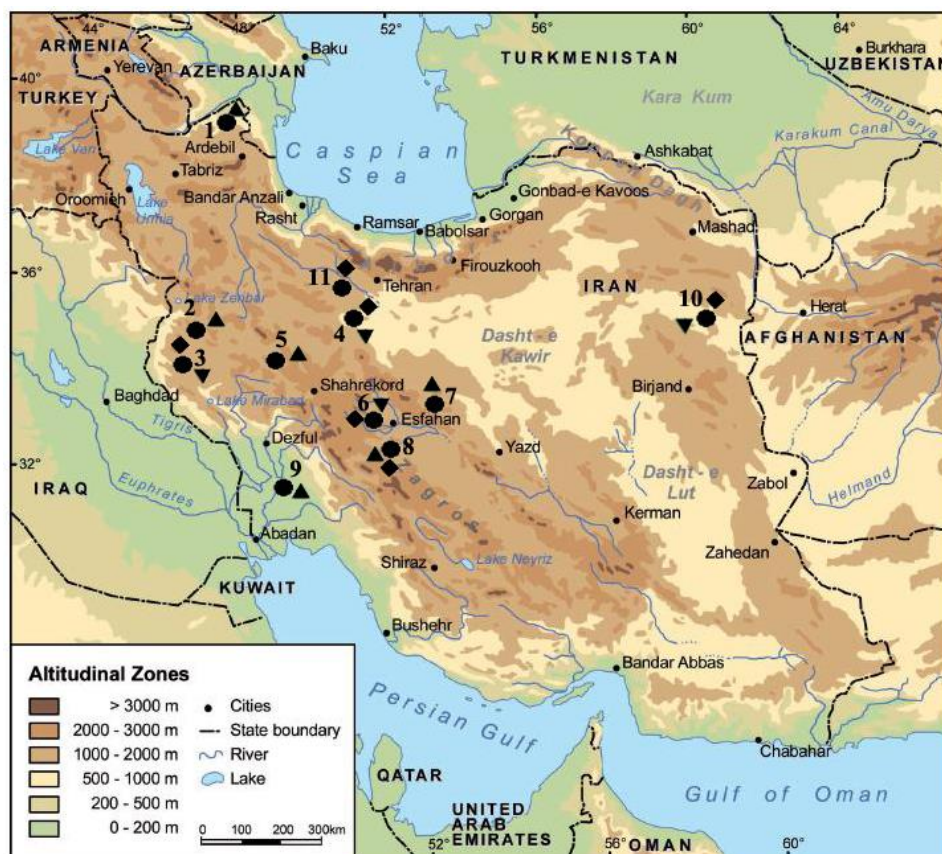 44°
48°
52°
56°
60°
64°
ARMENIA
Yerevan
AZERBAIJAN
Baku
TURKMENISTAN
Burkhara
UZBEKISTAN
40°
TURKEY
Kara Kum
Amu Darya
Karakum Canal
1
Ardebil
Lake Van
Tabriz
Caspian
Sea
Ashkabat
Kopeh Dagh
Oroomieh
Lake
Urmia
Bandar Anzali
Rasht
Gonbad-e Kavoos
Gorgan
Ramsar
Babolsar
Mashad
36°
11
Tehran
Firouzkooh
IRAN
10
Herat
AFGHANISTAN
Lake Zeribar
2
4
5
3
Dasht-e
Kawir
Baghdad
Shahrekord
6
7
Birjand
Lake Mirabad
Esfahan
Tigris
Dezful
8
Yazd
32°
IRAQ
Euphrates
9
Zagros
Dasht-e
Lut
Zabol
Helmand
Kerman
Abadan
Zahedan
KUWAIT
Shiraz
Lake Neyriz
Bushehr
Bandar Abbas
Persian Gulf
Chabahar
QATAR
Gulf of Oman
UNITED
ARAB
EMIRATES
OMAN
52°
56°
60°
Altitudinal Zones
> 3000 m
2000 - 3000 m
1000 - 2000 m
500 - 1000 m
200 - 500 m
0 - 200 m
Cities
State boundary
River
Lake
0 100 200 300km